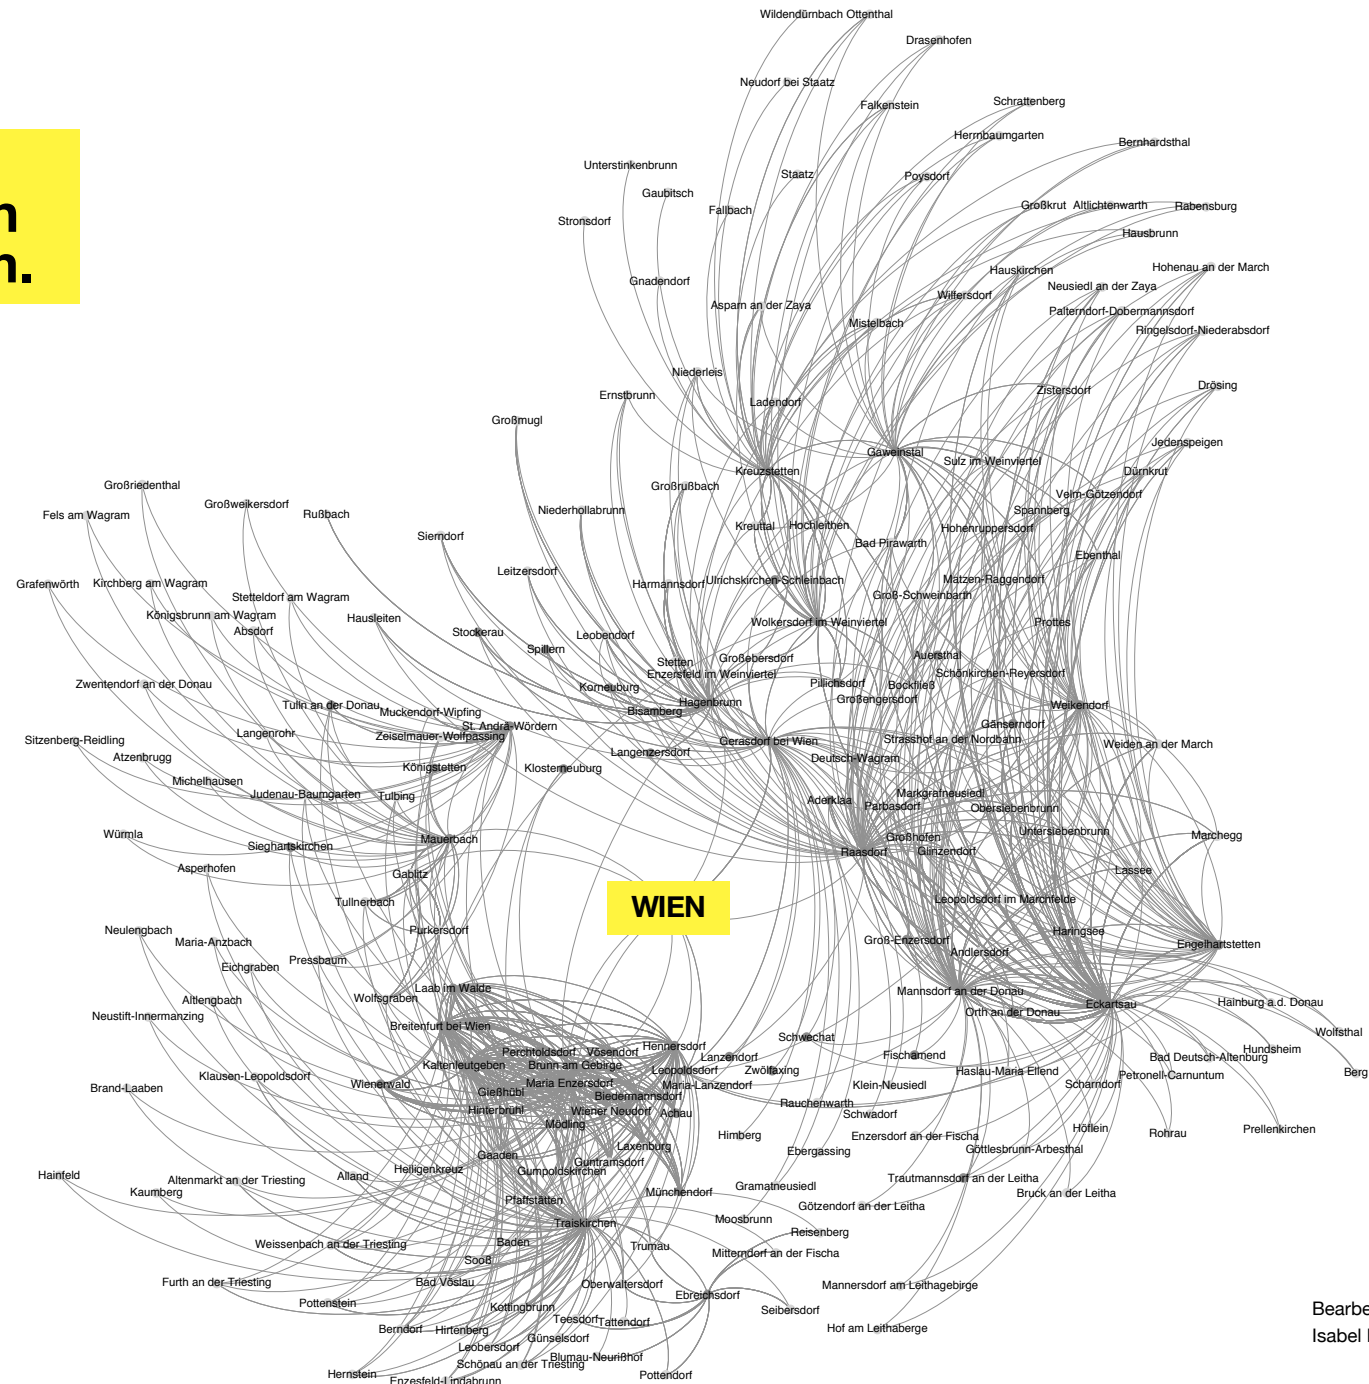 Wildendürnbach Ottenthal
Drasenhofen
Neudorf bei Staatz
Falkenstein
Schrattenberg
Herrnbaumgarten
Bernhardsthal
Unterstinkenbrunn
Staatz
Poysdorf
Gaubitsch
Fallbach
Großkrut Altlichtenwarth Rabensburg
n
Stronsdorf
Hausbrunn
n.
Hauskirchen
Hohenau an der March
Gnadendorf
Neusiedl an der Zaya
Wilfersdorf
Asparn an der Zaya
Palterndorf-Dobermannsdorf
Mistelbach
Ringelsdorf-Niederabsdorf
Niederleis
Zistersdorf
Drösing
Ernstbrunn
Ladendorf
Großmugl
Jedenspeigen
Gaweinstal
Sulz im Weinviertel
Kreuzstetten
Dürnkrut
Großriedenthal
Großrußbach
Velm-Götzendorf
Großweikersdorf
Niederhollabrunn
Spannberg
Fels am Wagram
Rußbach
Kreuttal
Hochleithen
Hohenruppersdorf
Sierndorf
Bad Pirawarth
Ebenthal
Leitzersdorf
Grafenwörth
Kirchberg am Wagram
Harmannsdorf
Ulrichskirchen-Schleinbach
Matzen-Raggendorf
Stetteldorf am Wagram
Groß-Schweinbarth
Königsbrunn am Wagram
Hausleiten
Wolkersdorf im Weinviertel
Prottes
Absdorf
Stockerau
Leobendorf
Spillern
Auersthal
Stetten
Großebersdorf
Enzersfeld im Weinviertel
Schönkirchen-Reyersdorf
Zwentendorf an der Donau
Korneuburg
Pillichsdorf
Bockfließ
Großengersdorf
Hagenbrunn
Tulln an der Donau
Muckendorf-Wipfing
Bisamberg
Weikendorf
St. Andrä-Wördern
Gänserndorf
Langenrohr
Zeiselmauer-Wolfpassing
Sitzenberg-Reidling
Gerasdorf bei Wien
Strasshof an der Nordbahn
Weiden an der March
Langenzersdorf
Atzenbrugg
Deutsch-Wagram
Königstetten
Klosterneuburg
Michelhausen
Judenau-Baumgarten
Tulbing
Markgrafneusiedl
Aderklaa
Parbasdorf
Obersiebenbrunn
Untersiebenbrunn
Würmla
Mauerbach
Großhofen
Marchegg
Sieghartskirchen
Raasdorf
Glinzendorf
Asperhofen
Gablitz
Lassee
Tullnerbach
WIEN
Leopoldsdorf im Marchfelde
Neulengbach
Purkersdorf
Haringsee
Maria-Anzbach
Groß-Enzersdorf
Engelhartstetten
Andlersdorf
Pressbaum
Eichgraben
Laab im Walde
Mannsdorf an der Donau
Altlengbach
Wolfsgraben
Eckartsau
Hainburg a.d. Donau
Neustift-Innermanzing
Orth an der Donau
Breitenfurt bei Wien
Wolfsthal
Schwechat
Hennersdorf
Hundsheim
Perchtoldsdorf
Vösendorf
Lanzendorf
Fischamend
Bad Deutsch-Altenburg
Kaltenleutgeben
Brunn am Gebirge
Leopoldsdorf
Zwölfaxing
Haslau-Maria Ellend
Berg
Klausen-Leopoldsdorf
Petronell-Carnuntum
Wienerwald
Maria Enzersdorf
Maria-Lanzendorf
Klein-Neusiedl
Scharndorf
Brand-Laaben
Gießhübl
Biedermannsdorf
Rauchenwarth
Hinterbrühl
Wiener Neudorf
Achau
Schwadorf
Mödling
Himberg
Enzersdorf an der Fischa
Höflein
Rohrau
Prellenkirchen
Laxenburg
Ebergassing
Göttlesbrunn-Arbesthal
Gaaden
Guntramsdorf
Heiligenkreuz
Gumpoldskirchen
Hainfeld
Alland
Altenmarkt an der Triesting
Trautmannsdorf an der Leitha
Kaumberg
Münchendorf
Gramatneusiedl
Bruck an der Leitha
Pfaffstätten
Götzendorf an der Leitha
Traiskirchen
Moosbrunn
Reisenberg
Weissenbach an der Triesting
Baden
Trumau
Mitterndorf an der Fischa
Sooß
Furth an der Triesting
Bad Vöslau
Oberwaltersdorf
Mannersdorf am Leithagebirge
Ebreichsdorf
Pottenstein
Kottingbrunn
Seibersdorf
Bearbe
Teesdorf
Tattendorf
Berndorf
Hirtenberg
Hof am Leithaberge
Günselsdorf
Isabel
Leobersdorf
Blumau-Neurißhof
Schönau an der Triesting
Hernstein
Pottendorf
Enzesfeld-Lindabrunn